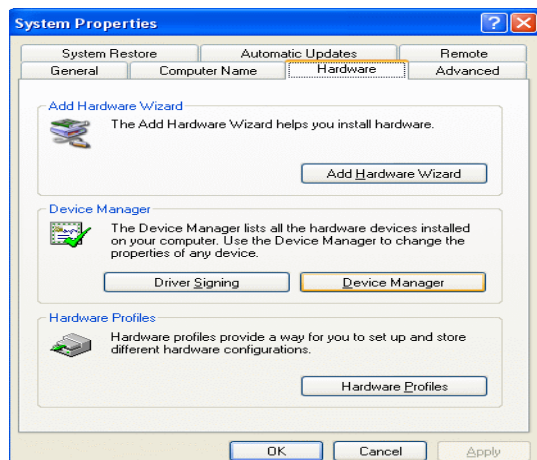 System Properties
System Restore
Automatic Updates
Remote
General
Computer Name
Hardware
Advanced
Add Hardware Wizard
The Add Hardware Wizard helps you install hardware.
Add Hardware Wizard
Device Manager
The Device Manager lists all the hardware devices installed
on your computer. Use the Device Manager to change the
properties of any device.
Driver Signing
Device Manager
Hardware Profiles
Hardware profiles provide a way for you to set up and store
different hardware configurations.
Hardware Profiles
OK
Cancel
Apply